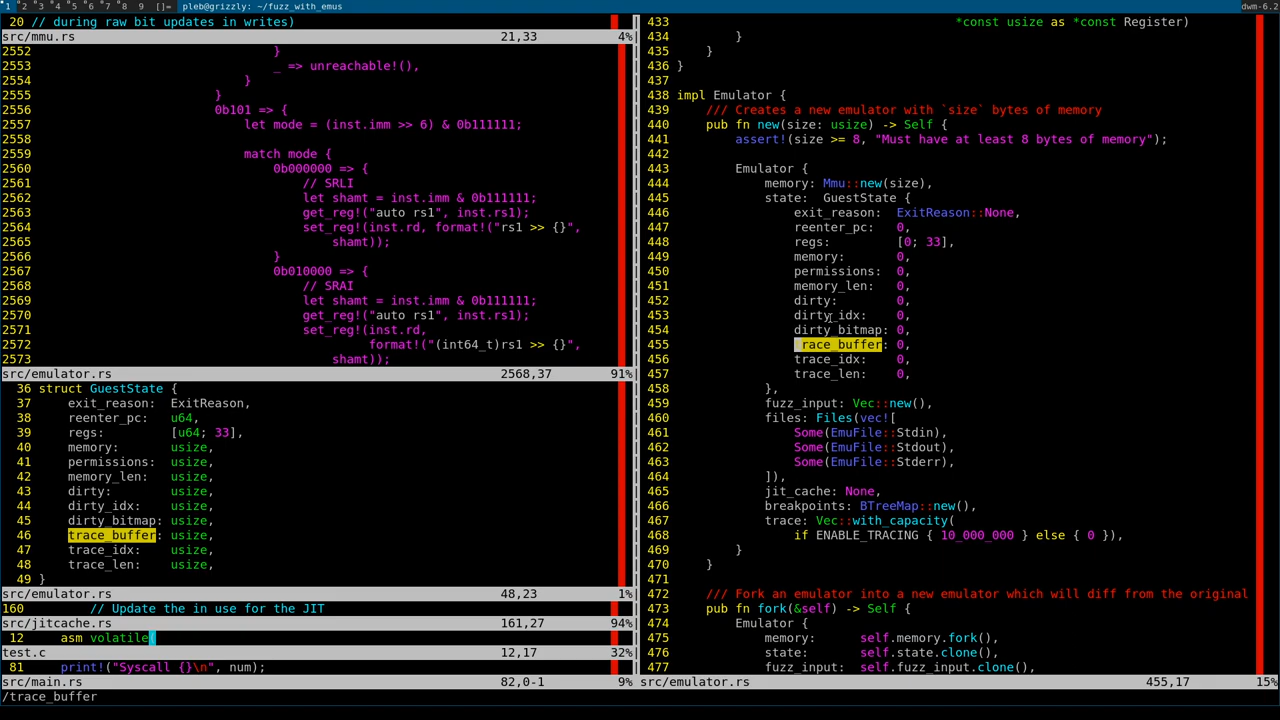 1 2 3 4 5 6 7 8 9 []= pleb@grizzly: ~/fuzz_with_emus dwm-6.2
20 // during raw bit updates in writes)
src/mmu.rs 21,33 4%
2552 }
2553 _ => unreachable!(),
2554 }
2555 }
2556 0b101 => {
2557 let mode = (inst.imm >> 6) & 0b111111;
2558
2559 match mode {
2560 0b000000 => {
2561 // SRLI
2562 let shamt = inst.imm & 0b111111;
2563 get_reg!("auto rs1", inst.rs1);
2564 set_reg!(inst.rd, format!("rs1 >> {}",
2565 shamt));
2566 }
2567 0b010000 => {
2568 // SRAI
2569 let shamt = inst.imm & 0b111111;
2570 get_reg!("auto rs1", inst.rs1);
2571 set_reg!(inst.rd,
2572 format!("(int64_t)rs1 >> {}",
2573 shamt));
src/emulator.rs 2568,37 91%
36 struct GuestState {
37 exit_reason: ExitReason,
38 reenter_pc: u64,
39 regs: [u64; 33],
40 memory: usize,
41 permissions: usize,
42 memory_len: usize,
43 dirty: usize,
44 dirty_idx: usize,
45 dirty_bitmap: usize,
46 trace_buffer: usize,
47 trace_idx: usize,
48 trace_len: usize,
49 }
src/emulator.rs 48,23 1%
160 // Update the in use for the JIT
src/jitcache.rs 161,27 94%
12 asm volatile(
test.c 12,17 32%
81 print!("Syscall {}\n", num);
src/main.rs 82,0-1 9%
/trace_buffer
433 *const usize as *const Register)
434 }
435 }
436 }
437
438 impl Emulator {
439 /// Creates a new emulator with `size` bytes of memory
440 pub fn new(size: usize) -> Self {
441 assert!(size >= 8, "Must have at least 8 bytes of memory");
442
443 Emulator {
444 memory: Mmu::new(size),
445 state: GuestState {
446 exit_reason: ExitReason::None,
447 reenter_pc: 0,
448 regs: [0; 33],
449 memory: 0,
450 permissions: 0,
451 memory_len: 0,
452 dirty: 0,
453 dirty_idx: 0,
454 dirty_bitmap: 0,
455 trace_buffer: 0,
456 trace_idx: 0,
457 trace_len: 0,
458 },
459 fuzz_input: Vec::new(),
460 files: Files(vec![
461 Some(EmuFile::Stdin),
462 Some(EmuFile::Stdout),
463 Some(EmuFile::Stderr),
464 ]),
465 jit_cache: None,
466 breakpoints: BTreeMap::new(),
467 trace: Vec::with_capacity(
468 if ENABLE_TRACING { 10_000_000 } else { 0 }),
469 }
470 }
471
472 /// Fork an emulator into a new emulator which will diff from the original
473 pub fn fork(&self) -> Self {
474 Emulator {
475 memory: self.memory.fork(),
476 state: self.state.clone(),
477 fuzz_input: self.fuzz_input.clone(),
src/emulator.rs 455,17 15%